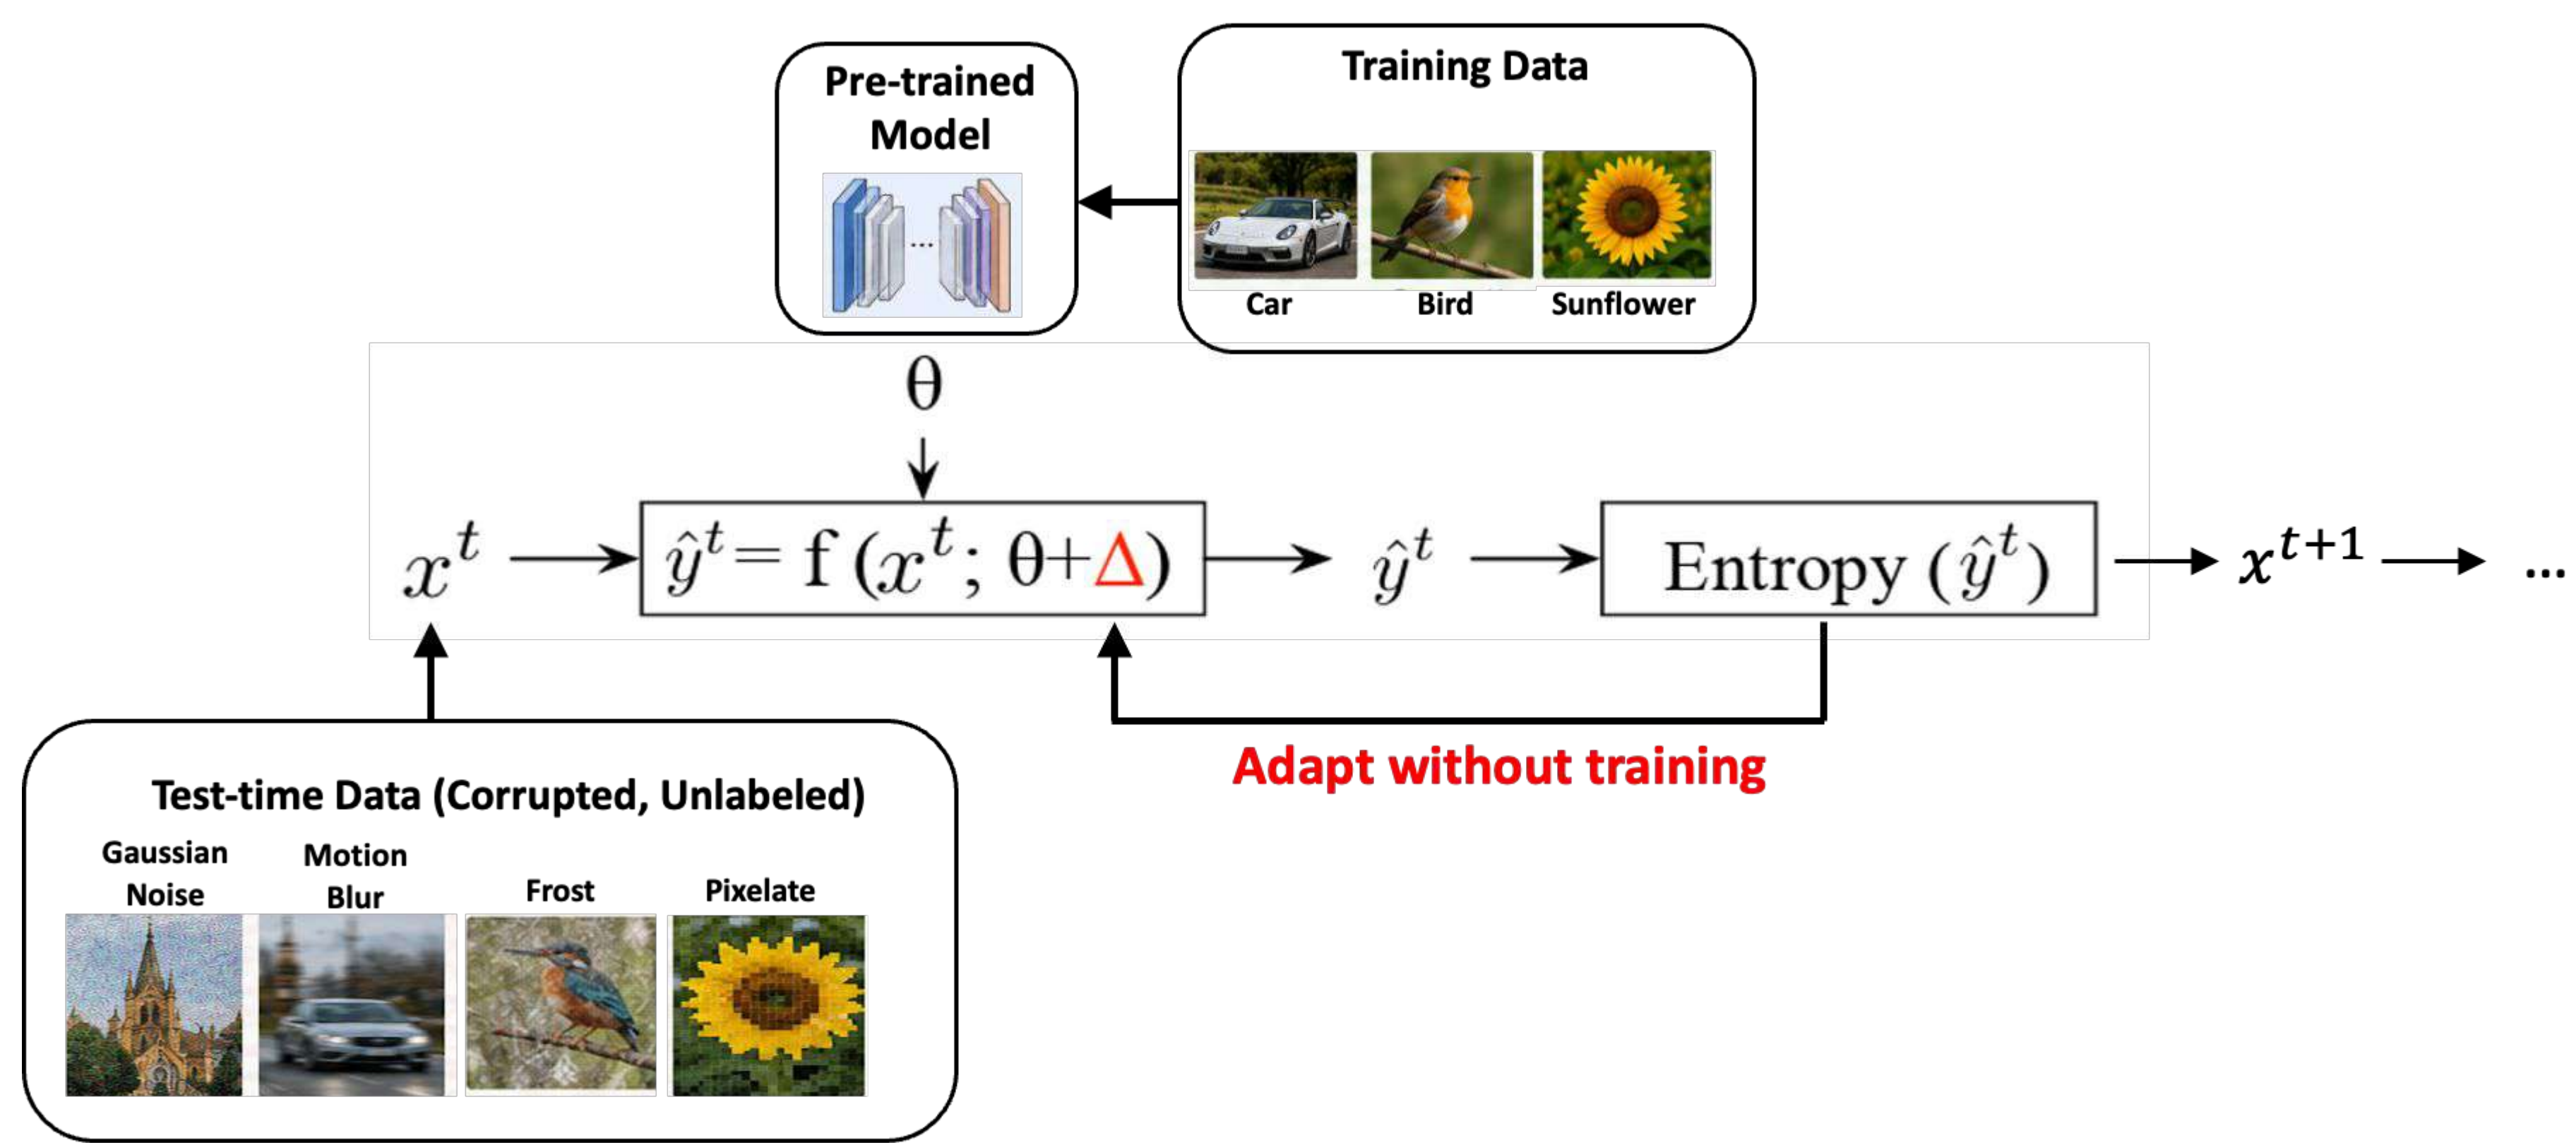 Pre-trained
Model
...
Training Data
Car Bird Sunflower
θ
x^t ŷ^t = f (x^t; θ+Δ) ŷ^t Entropy (ŷ^t) x^{t+1} ...
Adapt without training
Test-time Data (Corrupted, Unlabeled)
Gaussian
Noise
Motion
Blur
Frost
Pixelate